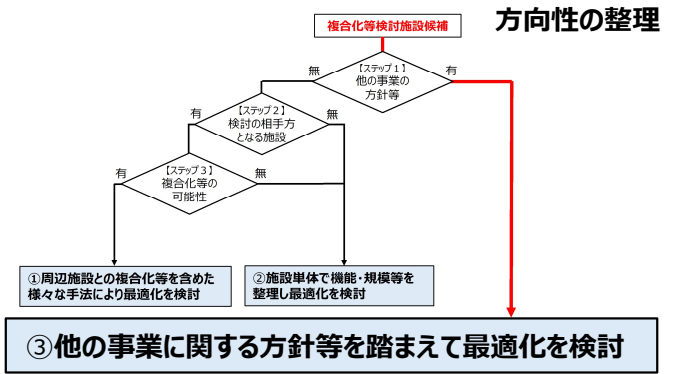 方向性の整理
複合化等検討施設候補
【ステップ1】
他の事業の
方針等
無
有
【ステップ2】
検討の相手方
となる施設
有
無
【ステップ3】
複合化等の
可能性
有
無
①周辺施設との複合化等を含めた
様々な手法により最適化を検討
②施設単体で機能・規模等を
整理し最適化を検討
③他の事業に関する方針等を踏まえて最適化を検討